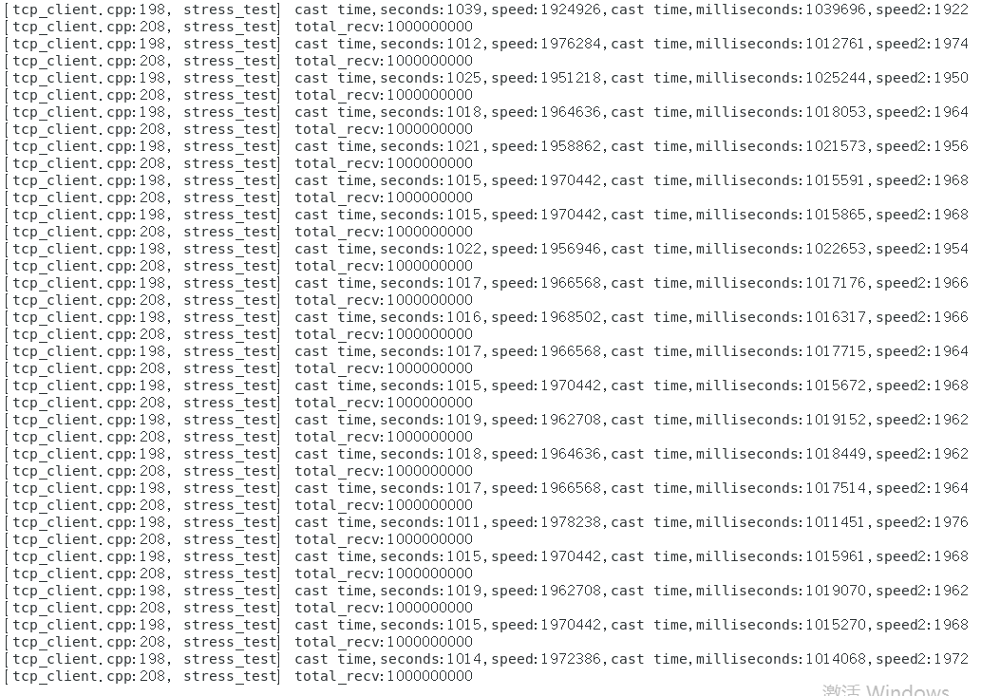 [tcp_client.cpp:198, stress_test] cast time,seconds:1039,speed:1924926,cast time,milliseconds:1039696,speed2:1922
[tcp_client.cpp:208, stress_test] total_recv:1000000000
[tcp_client.cpp:198, stress_test] cast time,seconds:1012,speed:1976284,cast time,milliseconds:1012761,speed2:1974
[tcp_client.cpp:208, stress_test] total_recv:1000000000
[tcp_client.cpp:198, stress_test] cast time,seconds:1025,speed:1951218,cast time,milliseconds:1025244,speed2:1950
[tcp_client.cpp:208, stress_test] total_recv:1000000000
[tcp_client.cpp:198, stress_test] cast time,seconds:1018,speed:1964636,cast time,milliseconds:1018053,speed2:1964
[tcp_client.cpp:208, stress_test] total_recv:1000000000
[tcp_client.cpp:198, stress_test] cast time,seconds:1021,speed:1958862,cast time,milliseconds:1021573,speed2:1956
[tcp_client.cpp:208, stress_test] total_recv:1000000000
[tcp_client.cpp:198, stress_test] cast time,seconds:1015,speed:1970442,cast time,milliseconds:1015591,speed2:1968
[tcp_client.cpp:208, stress_test] total_recv:1000000000
[tcp_client.cpp:198, stress_test] cast time,seconds:1015,speed:1970442,cast time,milliseconds:1015865,speed2:1968
[tcp_client.cpp:208, stress_test] total_recv:1000000000
[tcp_client.cpp:198, stress_test] cast time,seconds:1022,speed:1956946,cast time,milliseconds:1022653,speed2:1954
[tcp_client.cpp:208, stress_test] total_recv:1000000000
[tcp_client.cpp:198, stress_test] cast time,seconds:1017,speed:1966568,cast time,milliseconds:1017176,speed2:1966
[tcp_client.cpp:208, stress_test] total_recv:1000000000
[tcp_client.cpp:198, stress_test] cast time,seconds:1016,speed:1968502,cast time,milliseconds:1016317,speed2:1966
[tcp_client.cpp:208, stress_test] total_recv:1000000000
[tcp_client.cpp:198, stress_test] cast time,seconds:1017,speed:1966568,cast time,milliseconds:1017715,speed2:1964
[tcp_client.cpp:208, stress_test] total_recv:1000000000
[tcp_client.cpp:198, stress_test] cast time,seconds:1015,speed:1970442,cast time,milliseconds:1015672,speed2:1968
[tcp_client.cpp:208, stress_test] total_recv:1000000000
[tcp_client.cpp:198, stress_test] cast time,seconds:1019,speed:1962708,cast time,milliseconds:1019152,speed2:1962
[tcp_client.cpp:208, stress_test] total_recv:1000000000
[tcp_client.cpp:198, stress_test] cast time,seconds:1018,speed:1964636,cast time,milliseconds:1018449,speed2:1962
[tcp_client.cpp:208, stress_test] total_recv:1000000000
[tcp_client.cpp:198, stress_test] cast time,seconds:1017,speed:1966568,cast time,milliseconds:1017514,speed2:1964
[tcp_client.cpp:208, stress_test] total_recv:1000000000
[tcp_client.cpp:198, stress_test] cast time,seconds:1011,speed:1978238,cast time,milliseconds:1011451,speed2:1976
[tcp_client.cpp:208, stress_test] total_recv:1000000000
[tcp_client.cpp:198, stress_test] cast time,seconds:1015,speed:1970442,cast time,milliseconds:1015961,speed2:1968
[tcp_client.cpp:208, stress_test] total_recv:1000000000
[tcp_client.cpp:198, stress_test] cast time,seconds:1019,speed:1962708,cast time,milliseconds:1019070,speed2:1962
[tcp_client.cpp:208, stress_test] total_recv:1000000000
[tcp_client.cpp:198, stress_test] cast time,seconds:1015,speed:1970442,cast time,milliseconds:1015270,speed2:1968
[tcp_client.cpp:208, stress_test] total_recv:1000000000
[tcp_client.cpp:198, stress_test] cast time,seconds:1014,speed:1972386,cast time,milliseconds:1014068,speed2:1972
[tcp_client.cpp:208, stress_test] total_recv:1000000000
激活 Windows